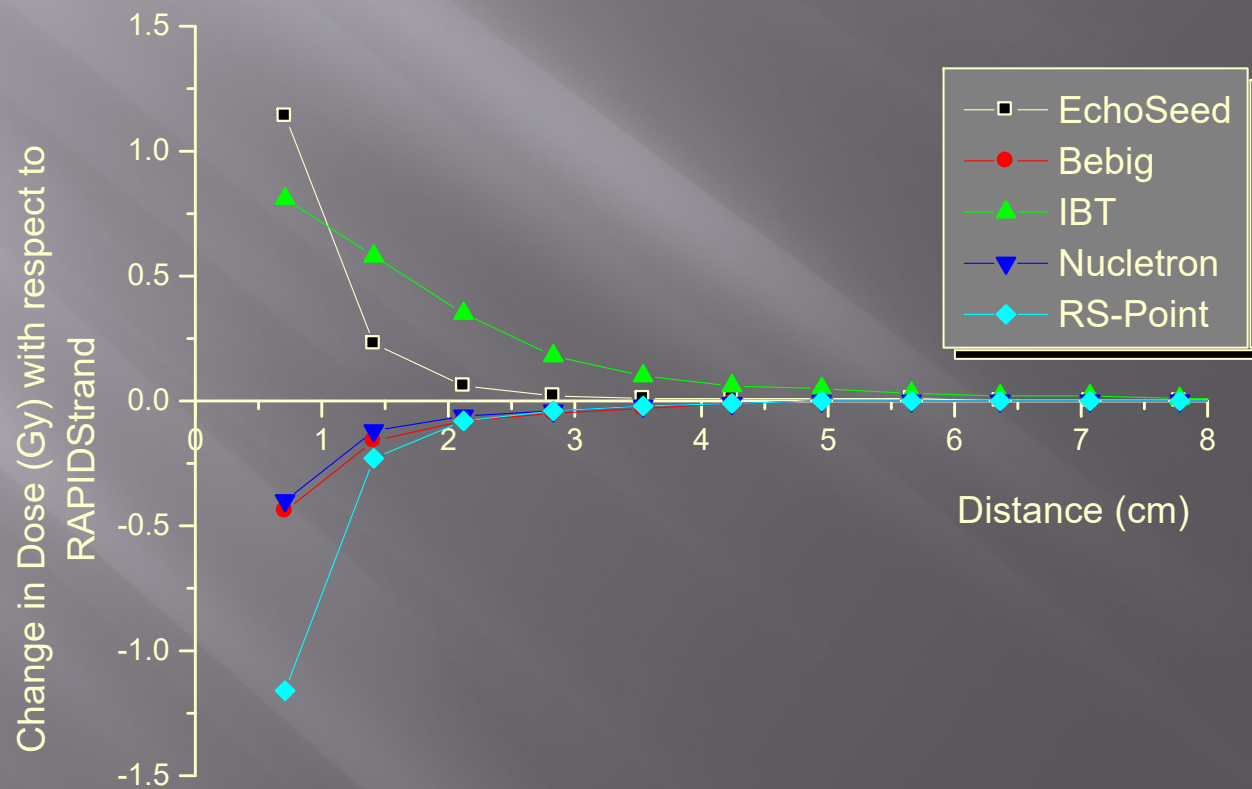 Change in Dose (Gy) with respect to
RAPIDStrand
1.5
1.0
0.5
0.0
-0.5
-1.0
-1.5
0 1 2 3 4 5 6 7 8
Distance (cm)
EchoSeed
Bebig
IBT
Nucletron
RS-Point